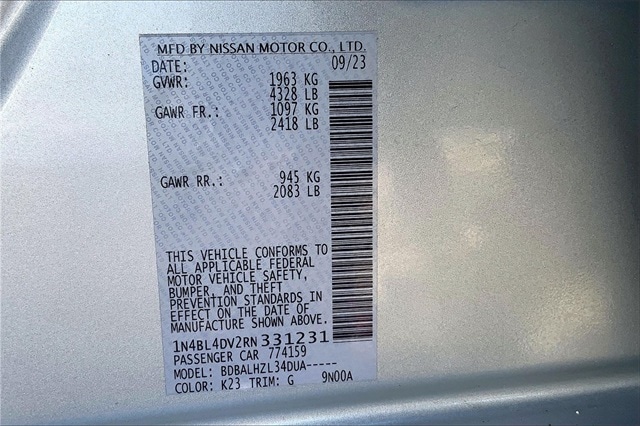 MFD BY NISSAN MOTOR CO., LTD.
DATE: 09/23
GVWR: 1963 KG
4328 LB
GAWR FR.: 1097 KG
2418 LB
GAWR RR.: 945 KG
2083 LB
THIS VEHICLE CONFORMS TO
ALL APPLICABLE FEDERAL
MOTOR VEHICLE SAFETY,
BUMPER, AND THEFT
PREVENTION STANDARDS IN
EFFECT ON THE DATE OF
MANUFACTURE SHOWN ABOVE.
1N4BL4DV2RN331231
PASSENGER CAR 774159
MODEL: BDBALHZL34DUA-----
COLOR: K23 TRIM: G 9N00A